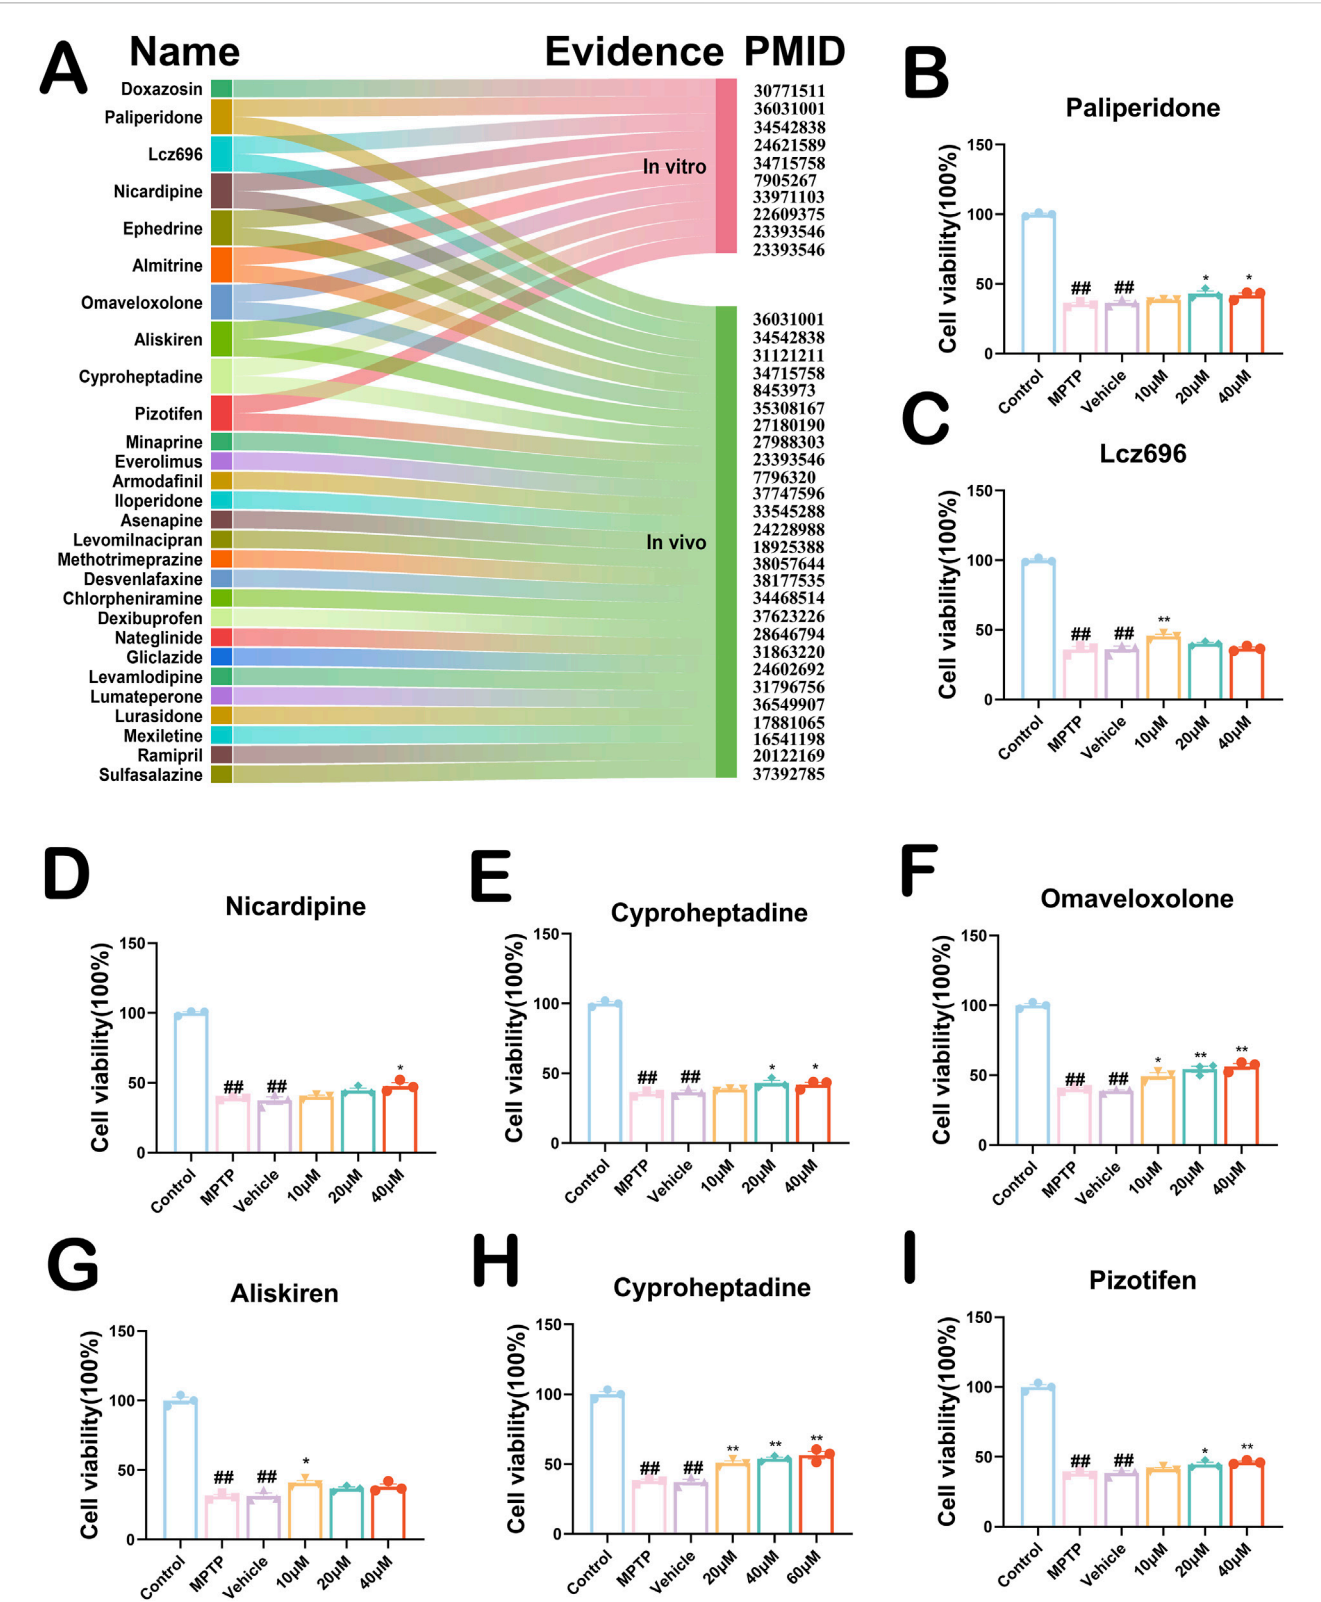 A
Name
Evidence
PMID
Doxazosin
Paliperidone
Lcz696
Nicardipine
Ephedrine
Almitrine
Omaveloxolone
Aliskiren
Cyproheptadine
Pizotifen
Minaprine
Everolimus
Armodafinil
Iloperidone
Asenapine
Levomilnacipran
Methotrimeprazine
Desvenlafaxine
Chlorpheniramine
Dexibuprofen
Nateglinide
Gliclazide
Levamlodipine
Lumateperone
Lurasidone
Mexiletine
Ramipril
Sulfasalazine
In vitro
In vivo
30771511
36031001
34542838
24621589
34715758
7905267
33971103
22609375
23393546
23393546
36031001
34542838
31121211
34715758
8453973
35308167
27180190
27988303
23393546
7796320
37747596
33545288
24228988
18925388
38057644
38177535
34468514
37623226
28646794
31863220
24602692
31796756
36549907
17881065
16541198
20122169
37392785
B
Paliperidone
Cell viability(100%)
150
100
50
0
## ## * *
Control MPTP Vehicle 10μM 20μM 40μM
C
Lcz696
Cell viability(100%)
150
100
50
0
## ## **
Control MPTP Vehicle 10μM 20μM 40μM
D
Nicardipine
Cell viability(100%)
150
100
50
0
## ## *
Control MPTP Vehicle 10μM 20μM 40μM
E
Cyproheptadine
Cell viability(100%)
150
100
50
0
## ## * *
Control MPTP Vehicle 10μM 20μM 40μM
F
Omaveloxolone
Cell viability(100%)
150
100
50
0
## ## * ** **
Control MPTP Vehicle 10μM 20μM 40μM
G
Aliskiren
Cell viability(100%)
150
100
50
0
## ## *
Control MPTP Vehicle 10μM 20μM 40μM
H
Cyproheptadine
Cell viability(100%)
150
100
50
0
## ## ** ** **
Control MPTP Vehicle 20μM 40μM 60μM
I
Pizotifen
Cell viability(100%)
150
100
50
0
## ## * **
Control MPTP Vehicle 10μM 20μM 40μM